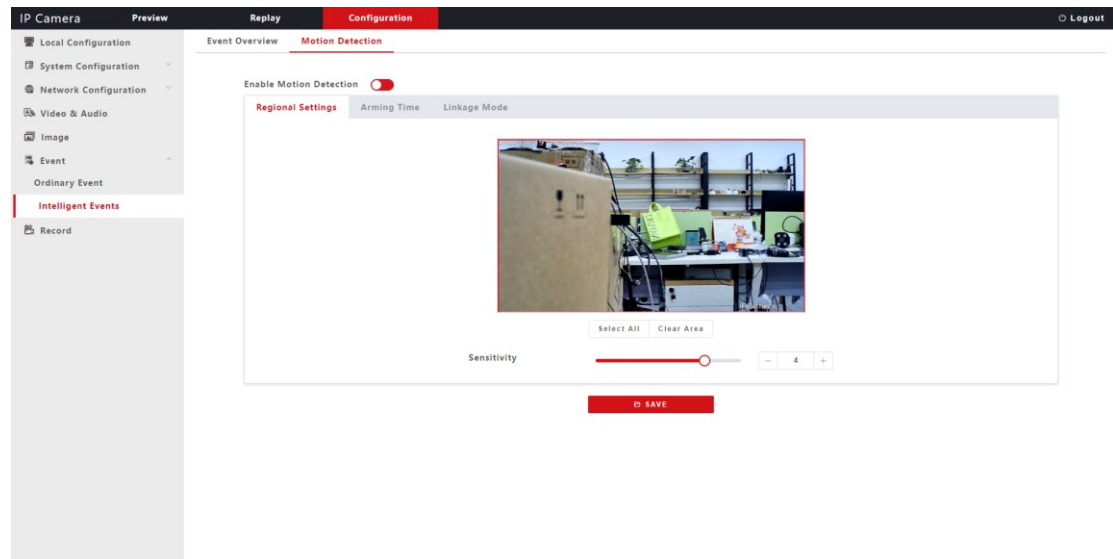 IP Camera Preview Replay Configuration Logout
Local Configuration
System Configuration
Network Configuration
Video & Audio
Image
Event
Ordinary Event
Intelligent Events
Record
Event Overview Motion Detection
Enable Motion Detection
Regional Settings Arming Time Linkage Mode
Select All Clear Area
Sensitivity 4
SAVE